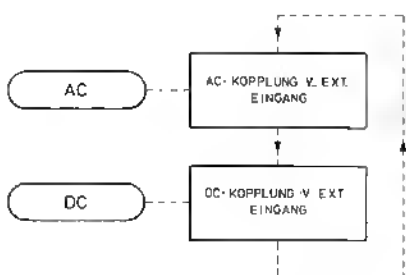 AC
AC-KOPPLUNG V. EXT.
EINGANG
DC
DC-KOPPLUNG V EXT
EINGANG